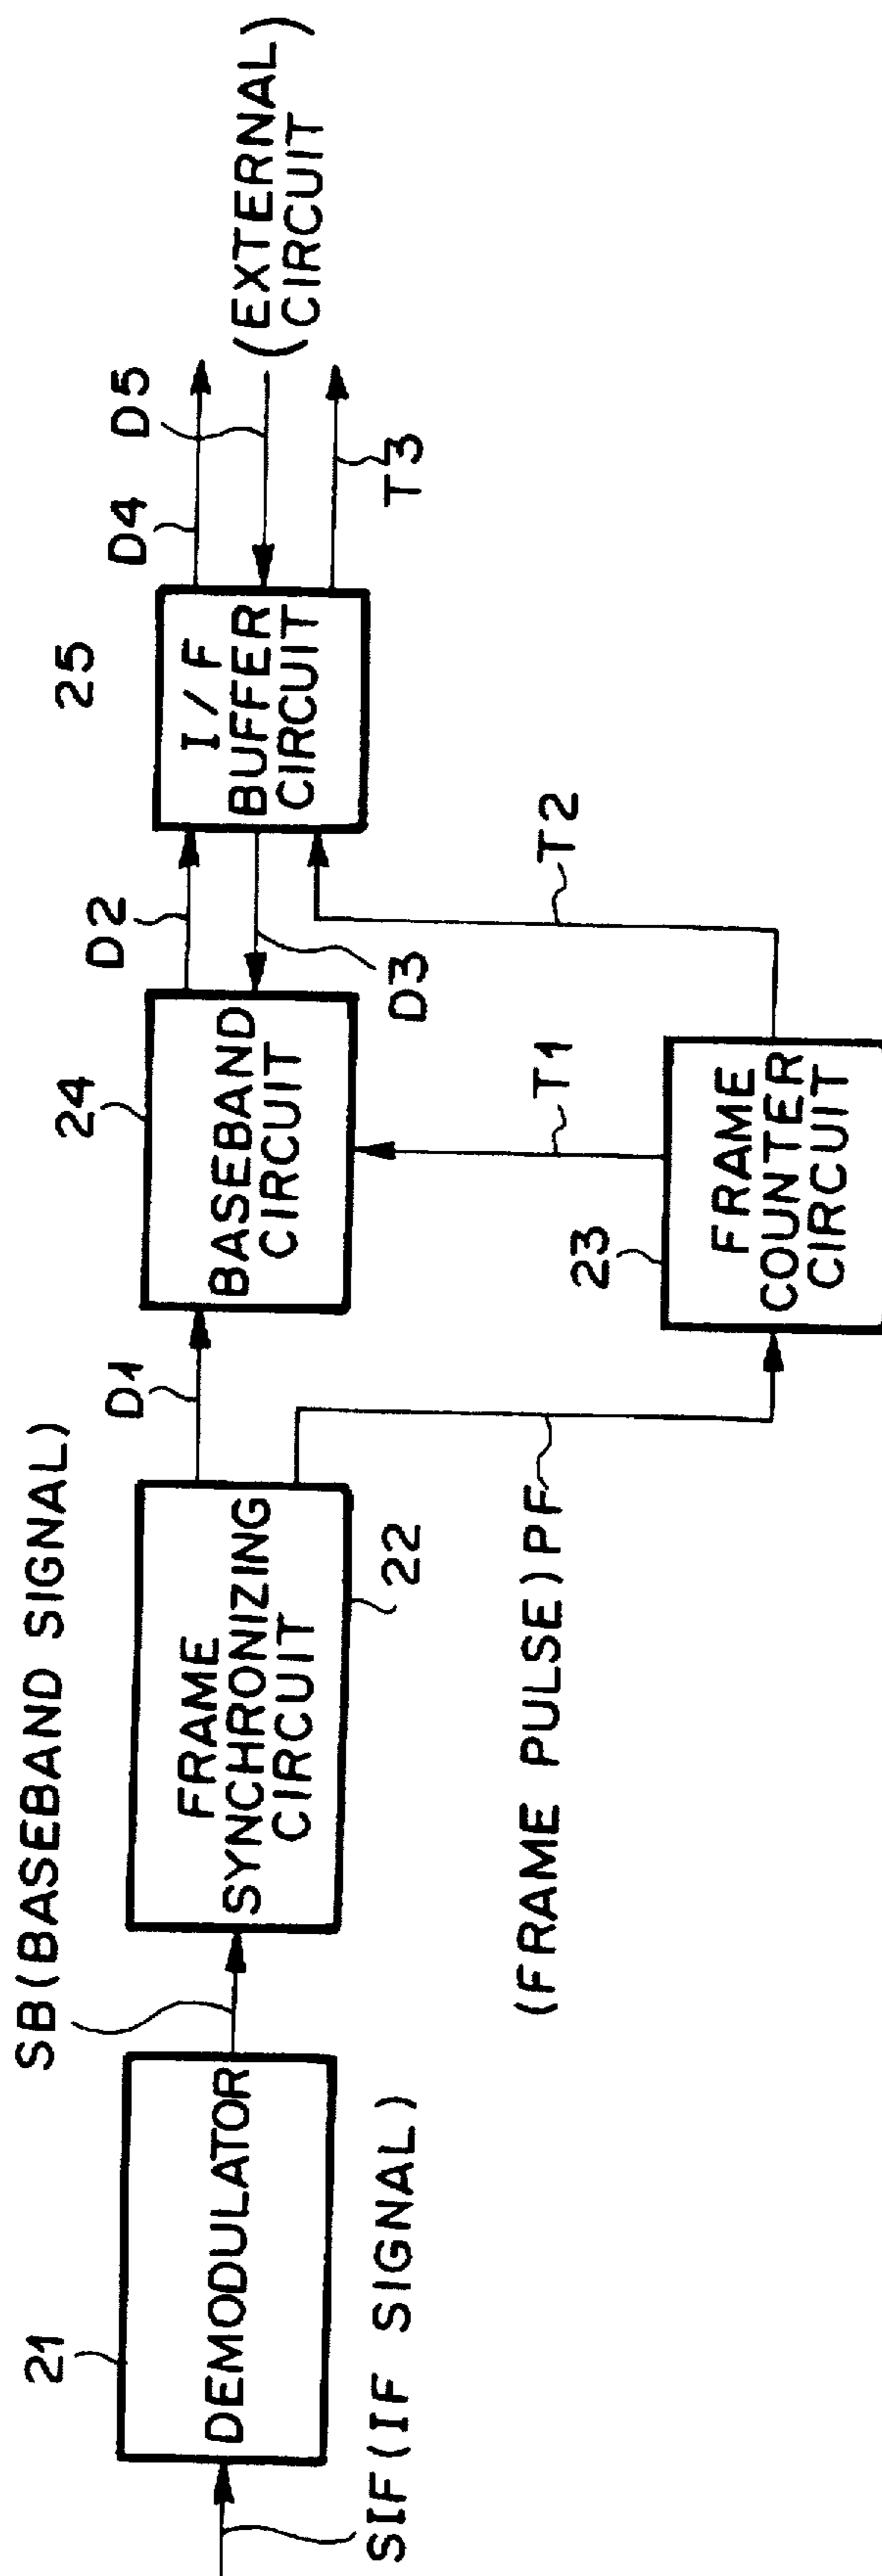 SIF(IF SIGNAL)
21
DEMODULATOR
SB(BASEBAND SIGNAL)
FRAME
SYNCHRONIZING
CIRCUIT
22
(FRAME PULSE)PF
D1
24
BASEBAND
CIRCUIT
23
FRAME
COUNTER
CIRCUIT
T1
T2
D2
D3
25
I/F
BUFFER
CIRCUIT
D4
D5
T3
(EXTERNAL
CIRCUIT)